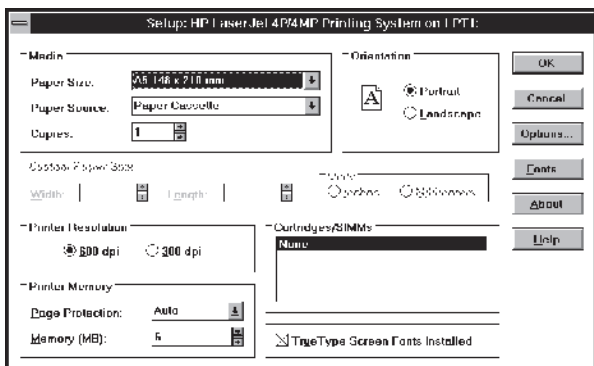 Setup: HP LaserJet 4P/4MP Printing System on LPT1:
Media
Paper Size:
A5 148 x 210 mm
Paper Source:
Paper Cassette
Copies:
1
Orientation
A
Portrait
Landscape
OK
Cancel
Options...
Fonts
About
Help
Custom Paper Size
Width:
Length:
Units
Inches
Millimeters
Printer Resolution
600 dpi
300 dpi
Cartridges/SIMMs
None
Printer Memory
Page Protection:
Auto
Memory (MB):
TrueType Screen Fonts Installed